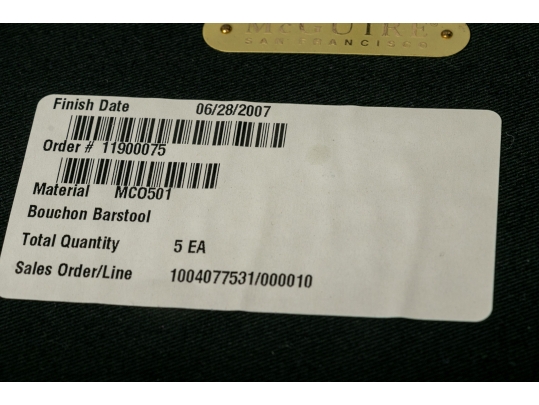 McGUIRE
SAN FRANCISCO
Finish Date 06/28/2007
Order # 11900075
Material MCO501
Bouchon Barstool
Total Quantity 5 EA
Sales Order/Line 1004077531/000010